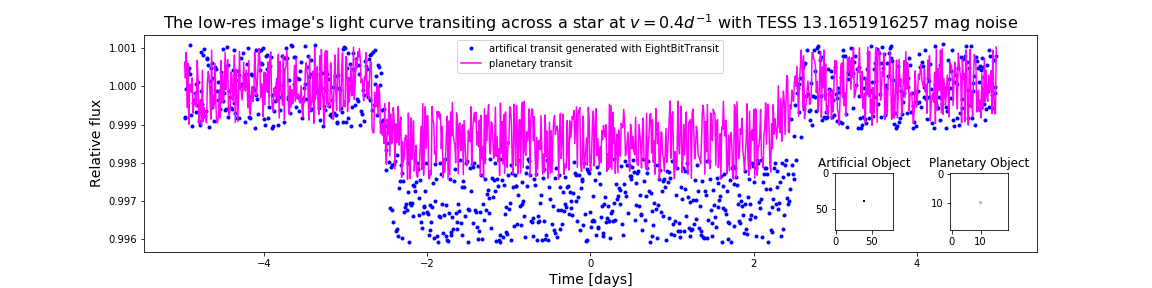 The low-res image's light curve transiting across a star at v = 0.4d⁻¹ with TESS 13.1651916257 mag noise
artifical transit generated with EightBitTransit
planetary transit
Relative flux
1.001
1.000
0.999
0.998
0.997
0.996
Artificial Object
0
50
0 50
Planetary Object
0
10
0 10
−4 −2 0 2 4
Time [days]